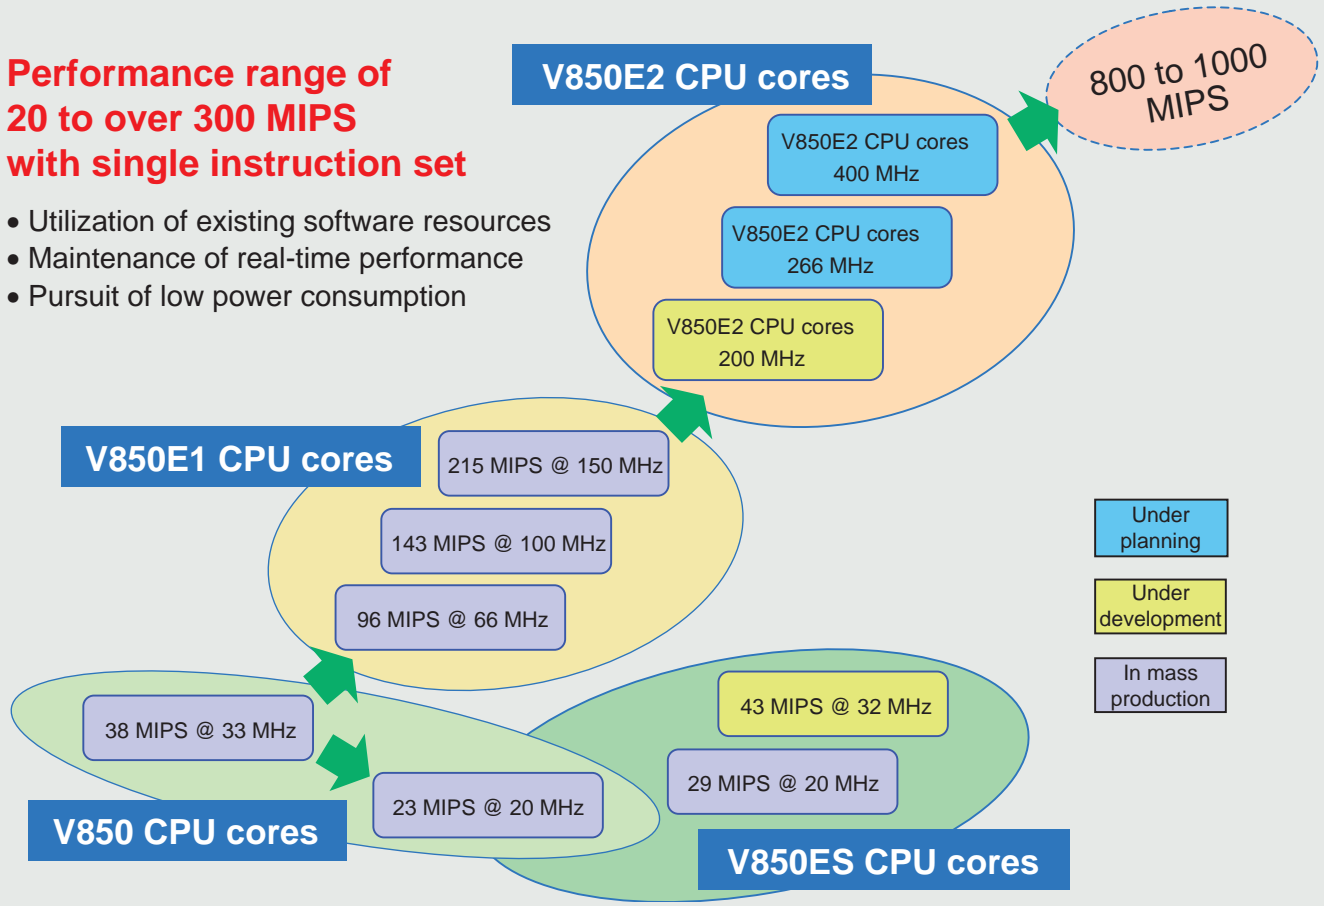 Performance range of
20 to over 300 MIPS
with single instruction set
• Utilization of existing software resources
• Maintenance of real-time performance
• Pursuit of low power consumption
V850E2 CPU cores
800 to 1000
MIPS
V850E2 CPU cores
400 MHz
V850E2 CPU cores
266 MHz
V850E2 CPU cores
200 MHz
V850E1 CPU cores
215 MIPS @ 150 MHz
143 MIPS @ 100 MHz
96 MIPS @ 66 MHz
Under
planning
Under
development
In mass
production
38 MIPS @ 33 MHz
23 MIPS @ 20 MHz
V850 CPU cores
43 MIPS @ 32 MHz
29 MIPS @ 20 MHz
V850ES CPU cores